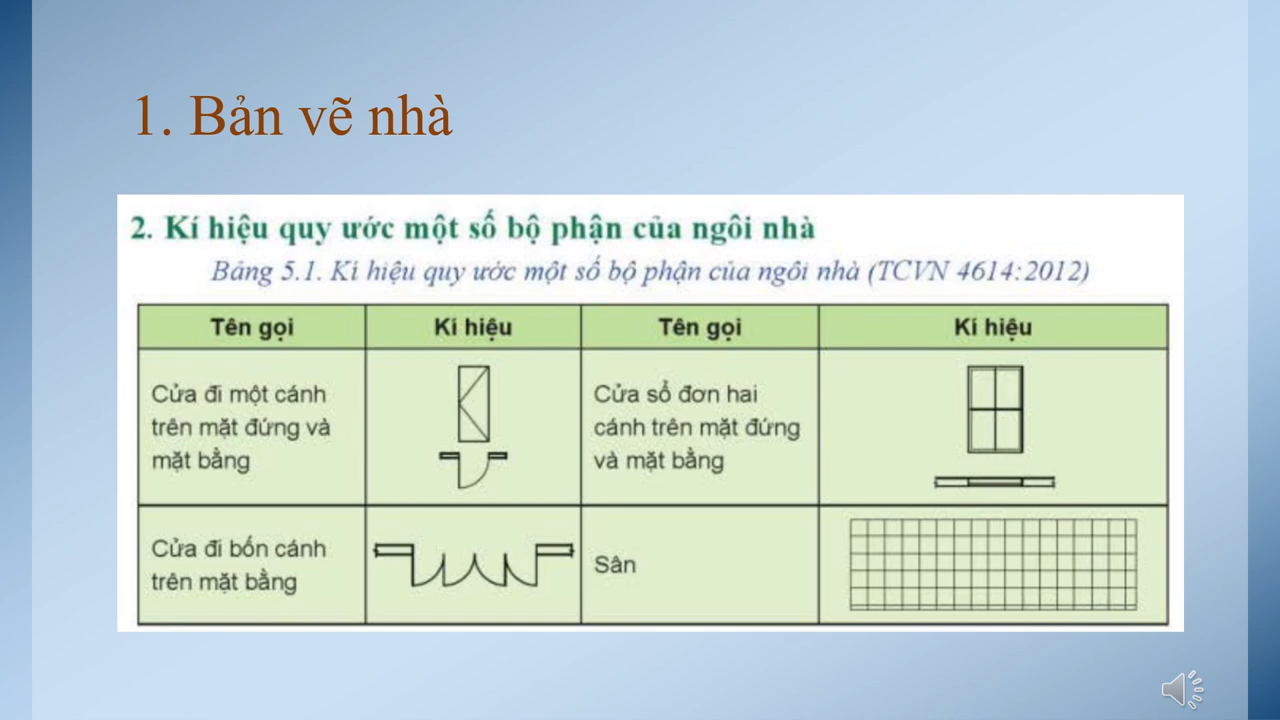 1. Bản vẽ nhà
2. Kí hiệu quy ước một số bộ phận của ngôi nhà
Bảng 5.1. Kí hiệu quy ước một số bộ phận của ngôi nhà (TCVN 4614:2012)
Tên gọi Kí hiệu Tên gọi Kí hiệu
Cửa đi một cánh
trên mặt đứng và
mặt bằng
Cửa sổ đơn hai
cánh trên mặt đứng
và mặt bằng
Cửa đi bốn cánh
trên mặt bằng
Sân